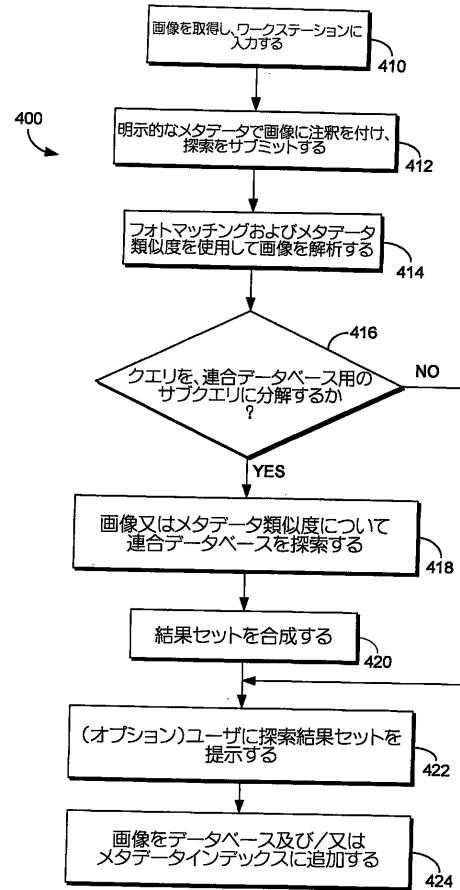 画像を取得し、ワークステーションに
入力する
410
400
明示的なメタデータで画像に注釈を付け、
探索をサブミットする
412
フォトマッチングおよびメタデータ
類似度を使用して画像を解析する
414
416
クエリを、連合データベース用の
サブクエリに分解するか
?
NO
YES
画像又はメタデータ類似度について
連合データベースを探索する
418
結果セットを合成する
420
(オプション)ユーザに探索結果セットを
提示する
422
画像をデータベース及び/又は
メタデータインデックスに追加する
424